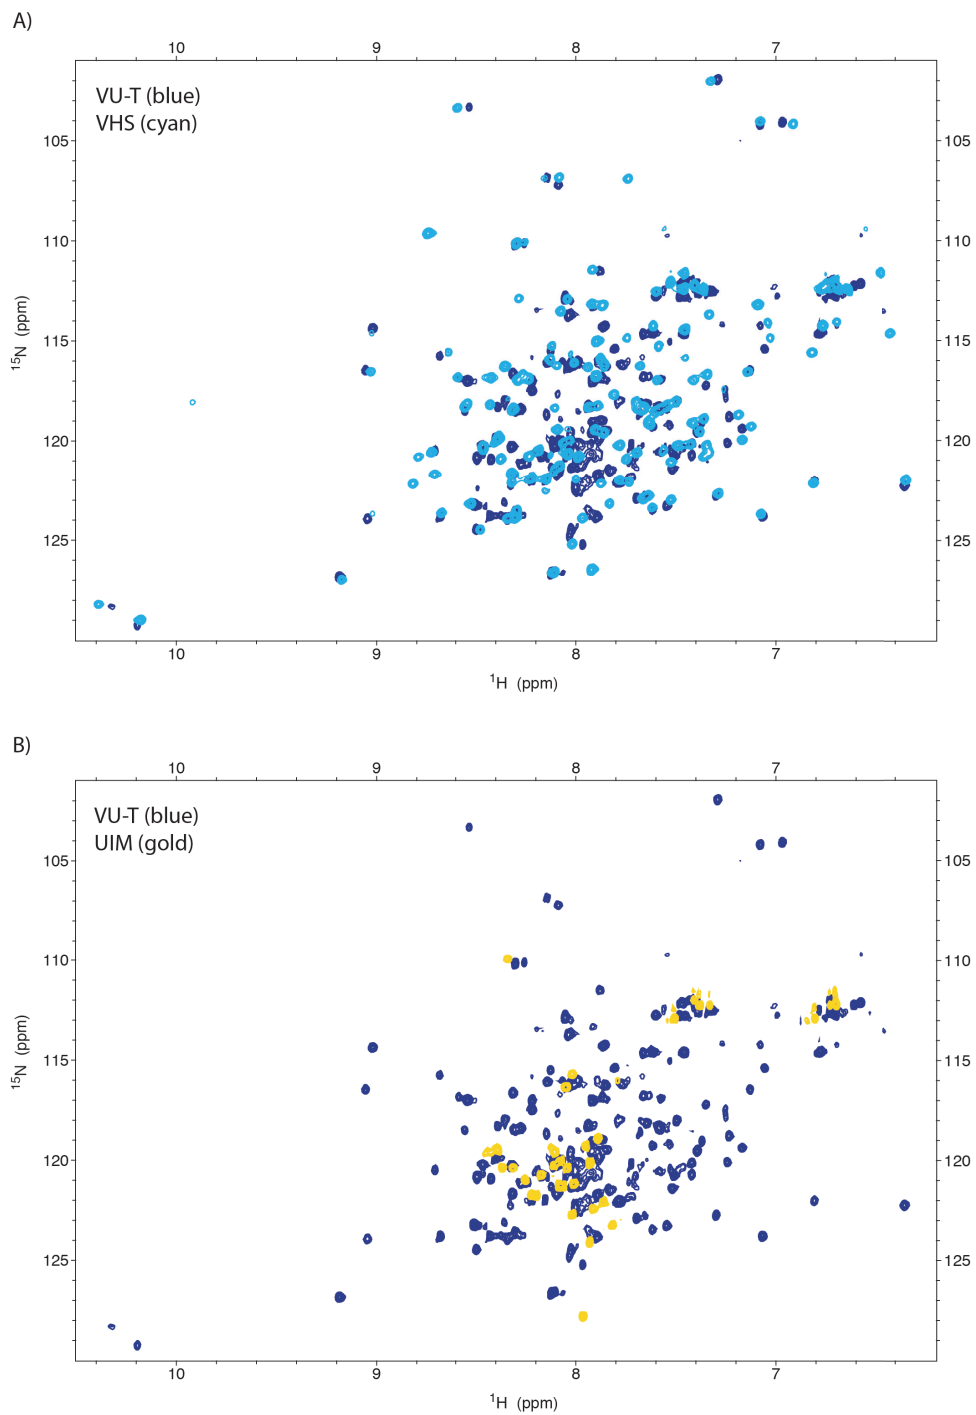 A)
10 9 8 7
VU-T (blue)
VHS (cyan)
105 105
110 110
115 115
120 120
125 125
¹⁵N (ppm)
10 9 8 7
¹H (ppm)
B)
10 9 8 7
VU-T (blue)
UIM (gold)
105 105
110 110
115 115
120 120
125 125
¹⁵N (ppm)
10 9 8 7
¹H (ppm)